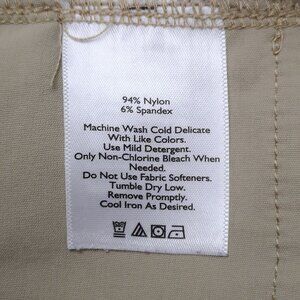 94% Nylon
6% Spandex
Machine Wash Cold Delicate
With Like Colors.
Use Mild Detergent.
Only Non-Chlorine Bleach When
Needed.
Do Not Use Fabric Softeners.
Tumble Dry Low.
Remove Promptly.
Cool Iron As Desired.